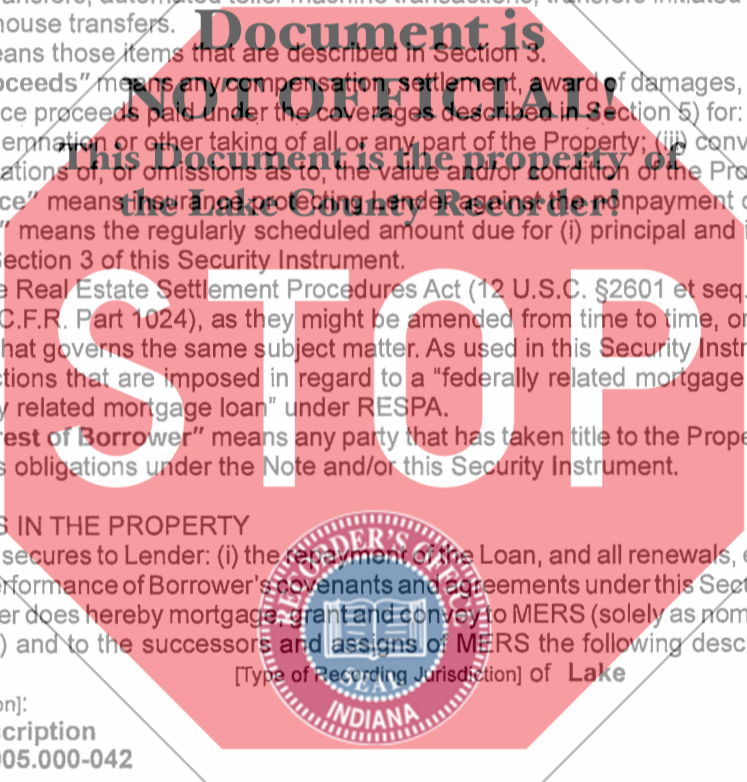 house transfers.
Document is
eans those items that are described in Section 3.
oceeds" means any compensation, settlement, award of damages,
NOT OFFICIAL!
ce proceeds paid under the coverages described in Section 5) for:
emnation or other taking of all or any part of the Property; (iii) conv
This Document is the property of
ations of, or omissions as to, the value and/or condition of the Pro
ce" means insurance protecting Lender against the nonpayment o
the Lake County Recorder!
" means the regularly scheduled amount due for (i) principal and i
Section 3 of this Security Instrument.
e Real Estate Settlement Procedures Act (12 U.S.C. §2601 et seq.
C.F.R. Part 1024), as they might be amended from time to time, or
hat governs the same subject matter. As used in this Security Instr
ctions that are imposed in regard to a "federally related mortgage
y related mortgage loan" under RESPA.
rest of Borrower" means any party that has taken title to the Prope
s obligations under the Note and/or this Security Instrument.
STOP
S IN THE PROPERTY
secures to Lender: (i) the repayment of the Loan, and all renewals, e
erformance of Borrower's covenants and agreements under this Sect
er does hereby mortgage, grant and convey to MERS (solely as nom
) and to the successors and assigns of MERS the following desc
[Type of Recording Jurisdiction] of Lake
SEAL
INDIANA
on]:
scription
005.000-042